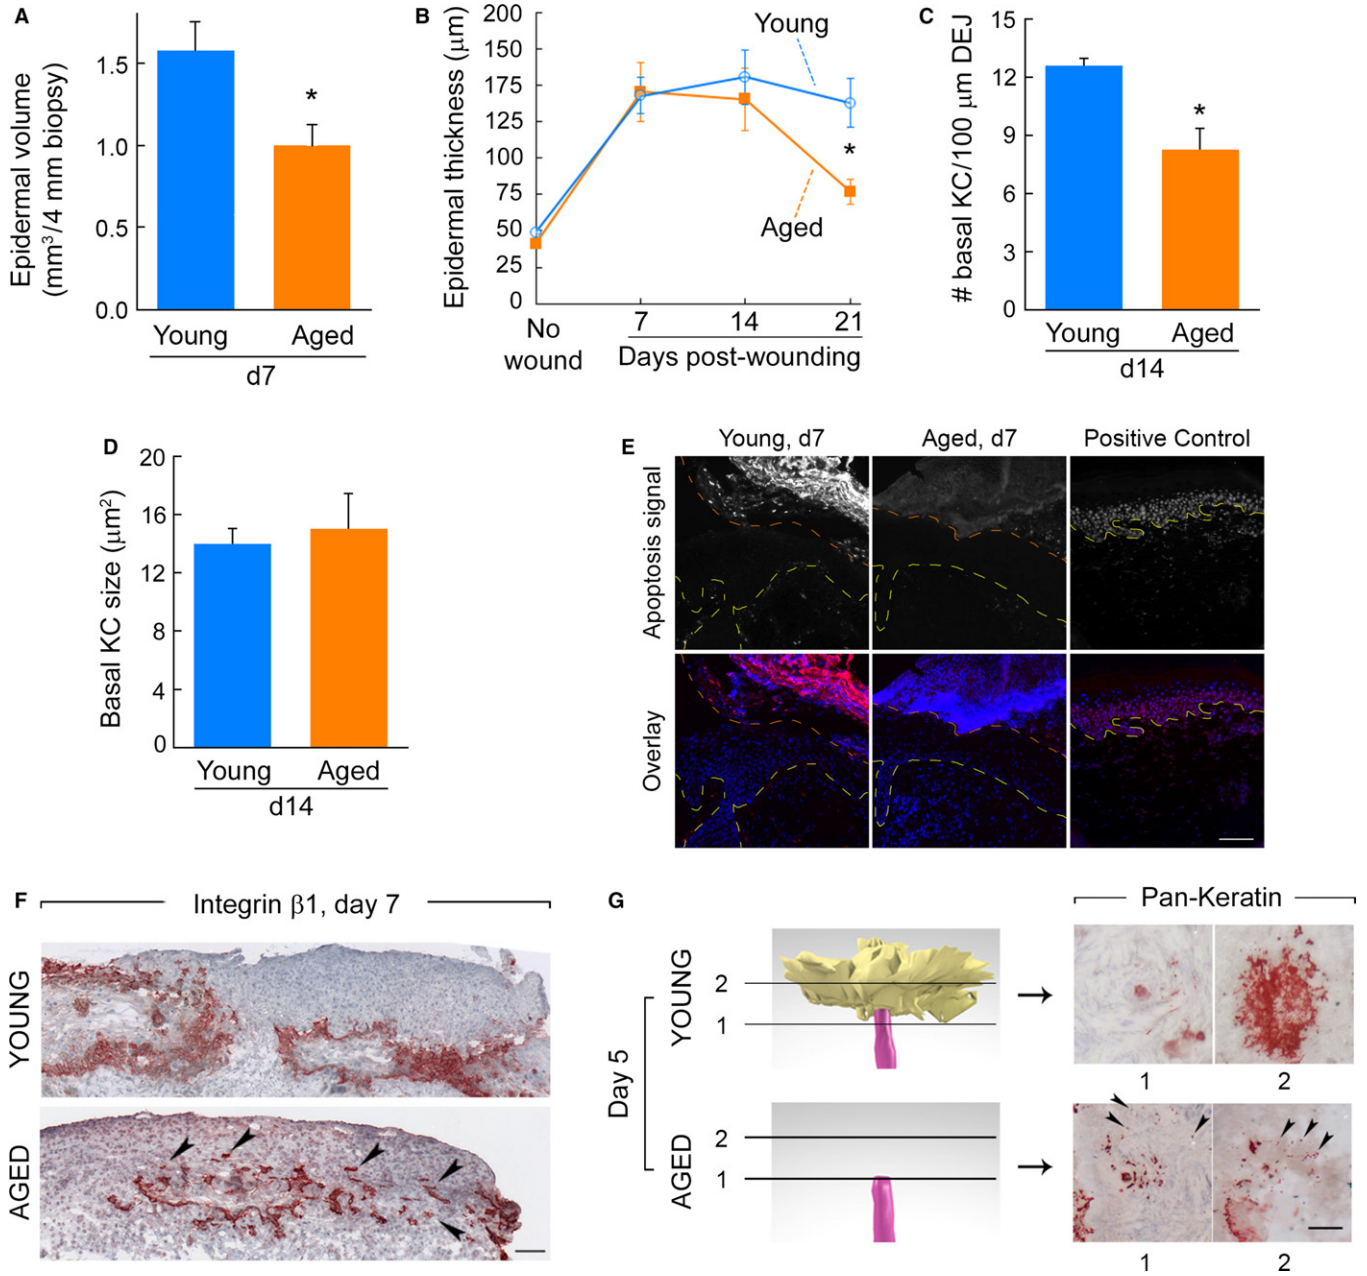 A
Epidermal volume
(mm³/4 mm biopsy)
1.5
1.0
0.5
0.0
*
Young
Aged
d7
B
Epidermal thickness (μm)
200
150
175
125
100
75
50
25
0
Young
Aged
*
No
wound
7
14
21
Days post-wounding
C
# basal KC/100 μm DEJ
15
12
9
13
3
0
*
Young
Aged
d14
D
Basal KC size (μm²)
20
16
12
8
4
0
Young
Aged
d14
E
Young, d7
Aged, d7
Positive Control
Apoptosis signal
Overlay
F
Integrin β1, day 7
YOUNG
AGED
G
Pan-Keratin
Day 5
YOUNG
2
1
1
2
AGED
2
1
1
2